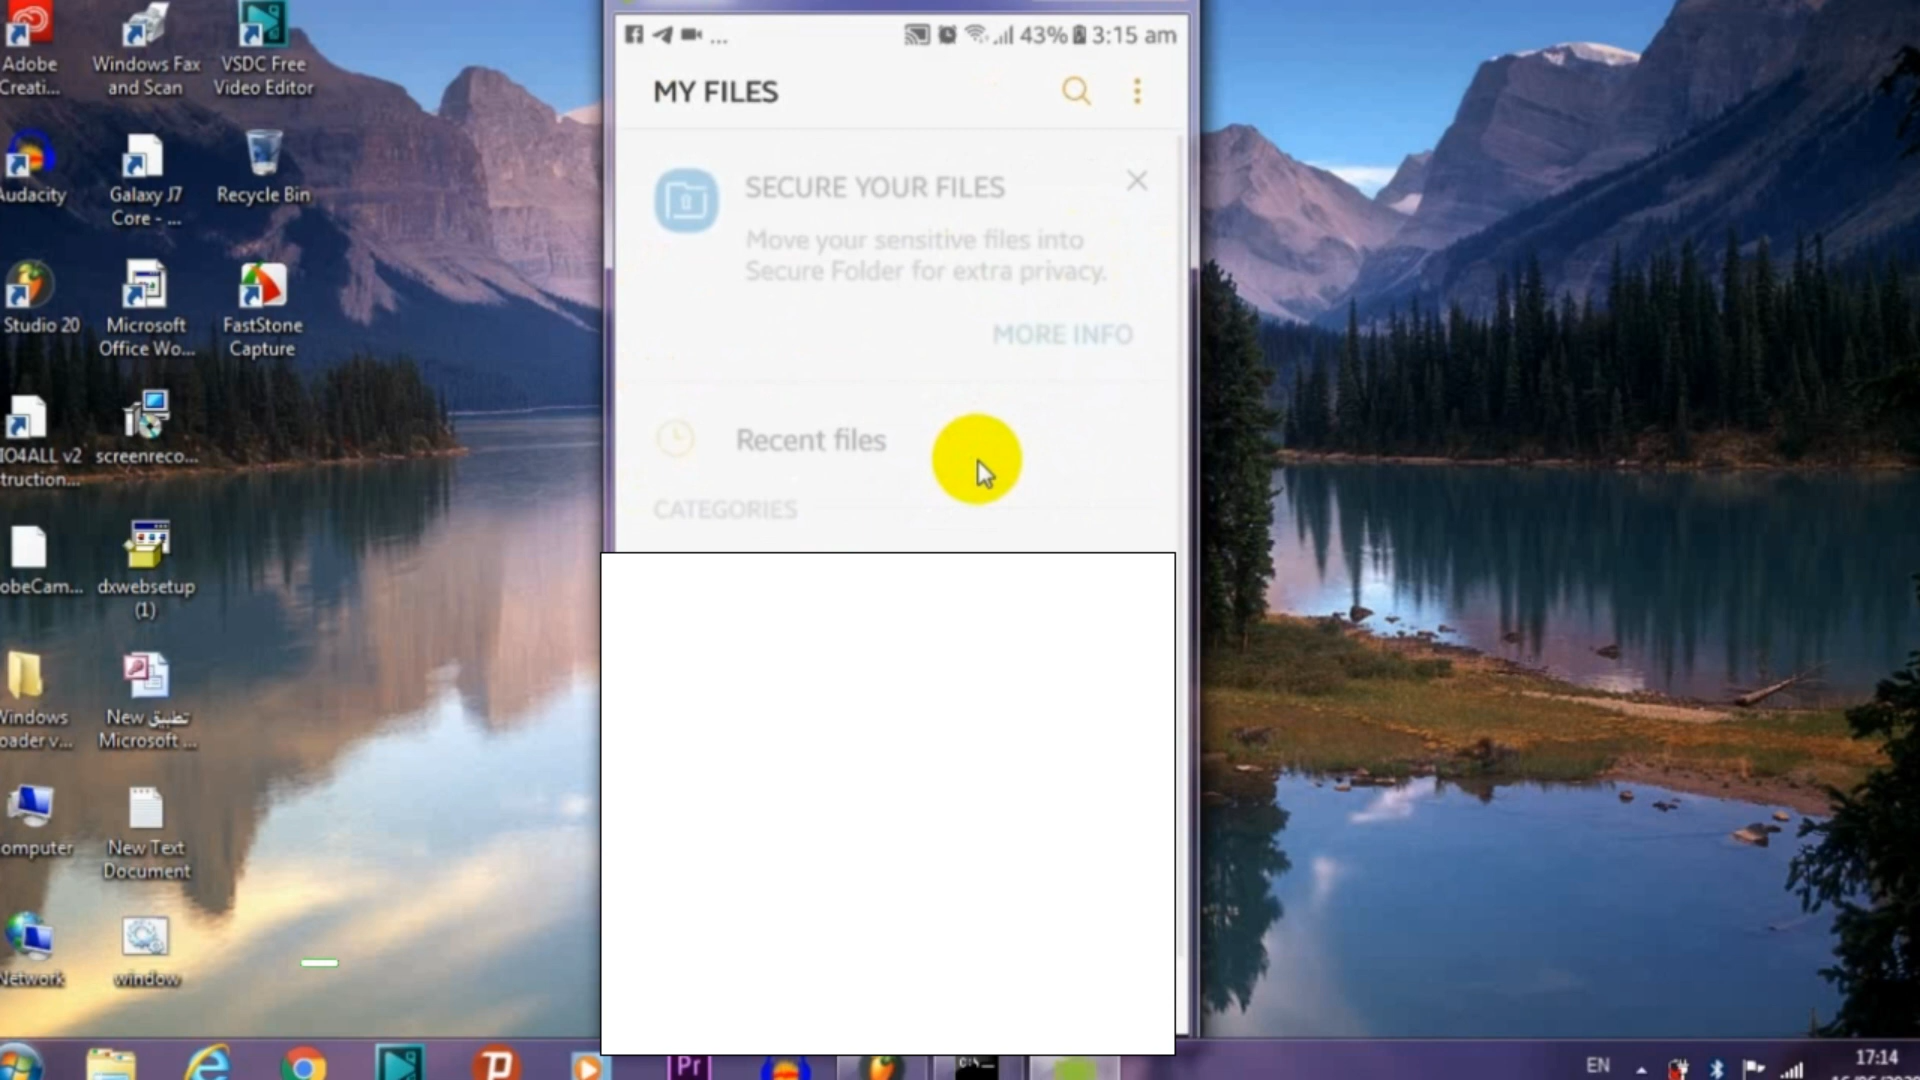 Adobe
Creati...
Windows Fax
and Scan
VSDC Free
Video Editor
Audacity
Galaxy J7
Core - ...
Recycle Bin
Studio 20
Microsoft
Office Wo...
FastStone
Capture
IO4ALL v2
truction...
screenreco...
obeCam...
dxwebsetup
(1)
Windows
oader v...
New تطبيق
Microsoft ...
omputer
New Text
Document
Network
window
... 43% 3:15 am
MY FILES
SECURE YOUR FILES
Move your sensitive files into
Secure Folder for extra privacy.
MORE INFO
Recent files
CATEGORIES
Pr
EN
17:14